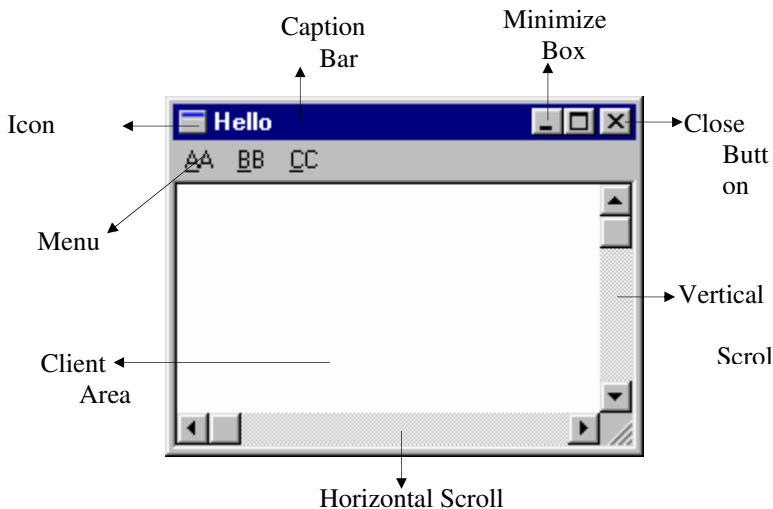 Caption
Bar
Minimize
Box
Icon
Hello
Close
Butt
on
AA BB CC
Menu
Vertical
Client
Area
Scrol
Horizontal Scroll